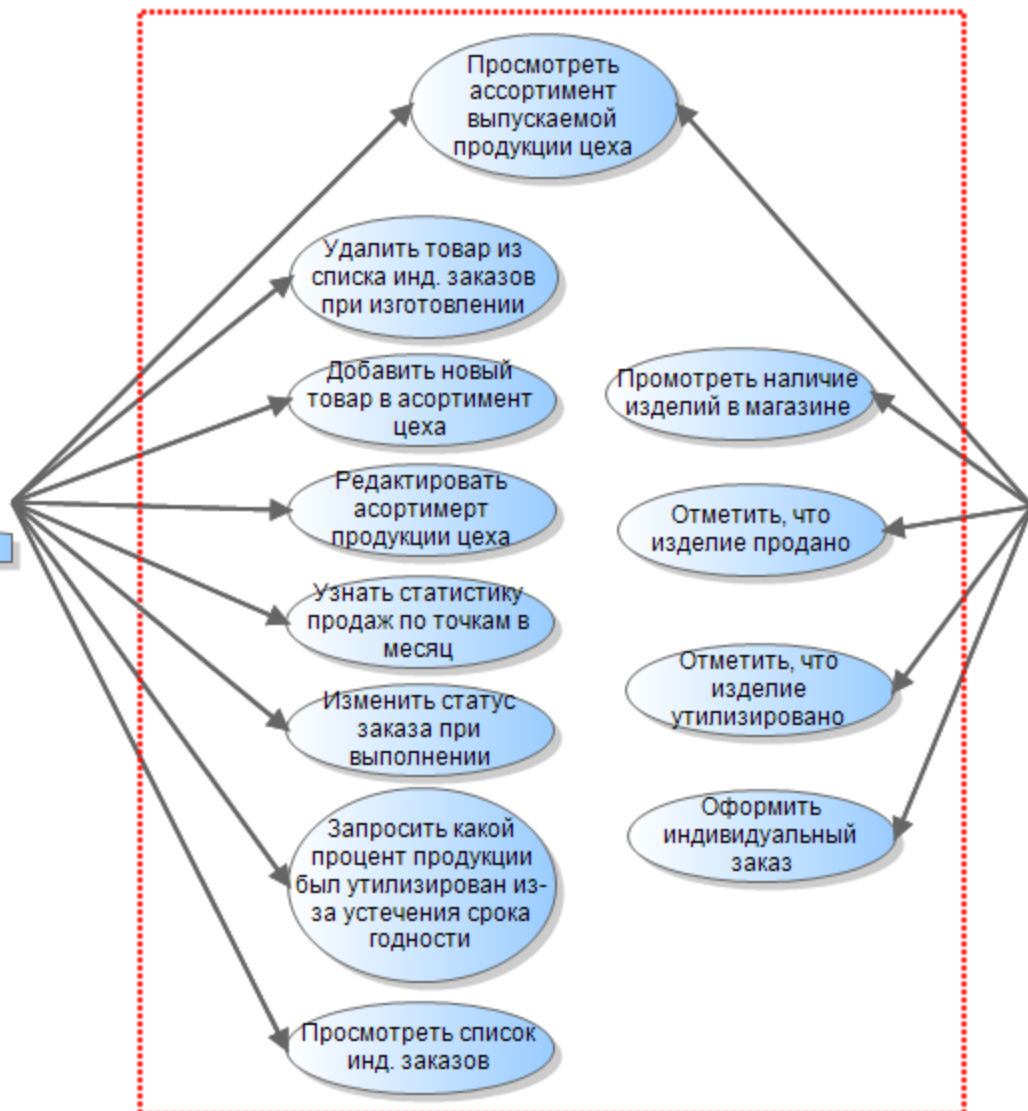 Просмотреть
ассортимент
выпускаемой
продукции цеха
Удалить товар из
списка инд. заказов
при изготовлении
Добавить новый
товар в асортимент
цеха
Редактировать
асортимерт
продукции цеха
Узнать статистику
продаж по точкам в
месяц
Изменить статус
заказа при
выполнении
Запросить какой
процент продукции
был утилизирован из-
за устечения срока
годности
Просмотреть список
инд. заказов
Промотреть наличие
изделий в магазине
Отметить, что
изделие продано
Отметить, что
изделие
утилизировано
Оформить
индивидуальный
заказ